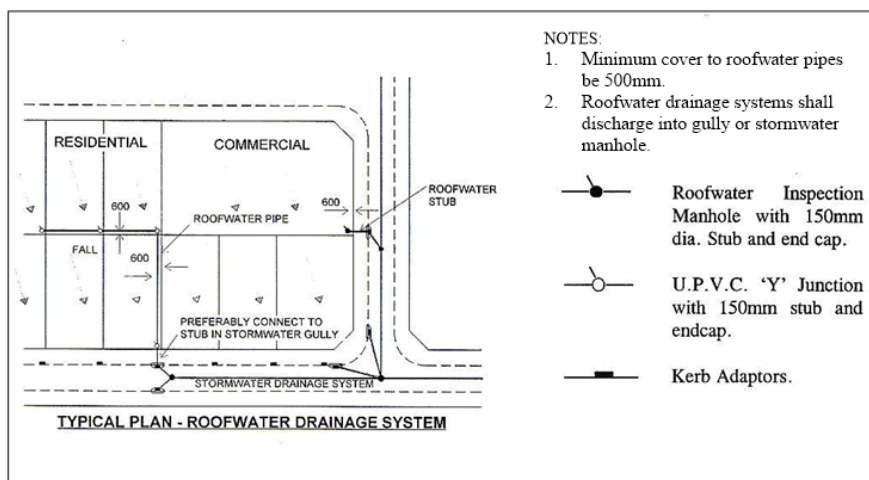 NOTES:
1. Minimum cover to roofwater pipes
be 500mm.
2. Roofwater drainage systems shall
discharge into gully or stormwater
manhole.
RESIDENTIAL
COMMERCIAL
600
ROOFWATER
STUB
600
ROOFWATER PIPE
FALL
600
PREFERABLY CONNECT TO
STUB IN STORMWATER GULLY
STORMWATER DRAINAGE SYSTEM
TYPICAL PLAN - ROOFWATER DRAINAGE SYSTEM
Roofwater Inspection
Manhole with 150mm
dia. Stub and end cap.
U.P.V.C. ‘Y’ Junction
with 150mm stub and
endcap.
Kerb Adaptors.